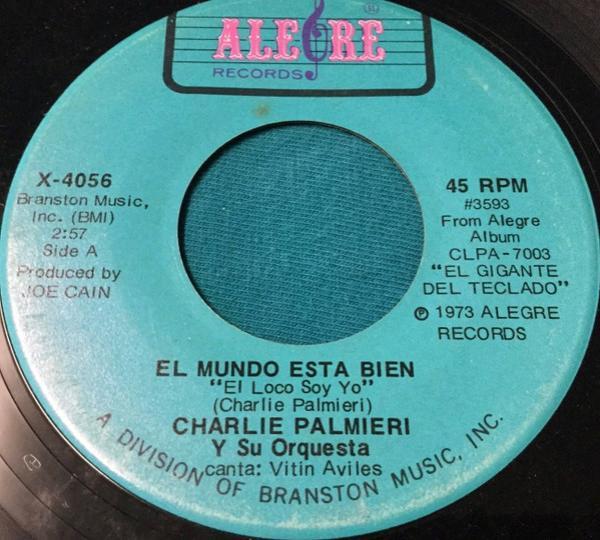 ALEGRE
®
RECORDS
X-4056
Branston Music,
Inc. (BMI)
2:57
Side A
Produced by
JOE CAIN
45 RPM
#3593
From Alegre
Album
CLPA-7003
"EL GIGANTE
DEL TECLADO"
℗ 1973 ALEGRE
RECORDS
EL MUNDO ESTA BIEN
"El Loco Soy Yo"
(Charlie Palmieri)
CHARLIE PALMIERI
Y Su Orquesta
canta: Vitin Aviles
A DIVISION OF BRANSTON MUSIC, INC.